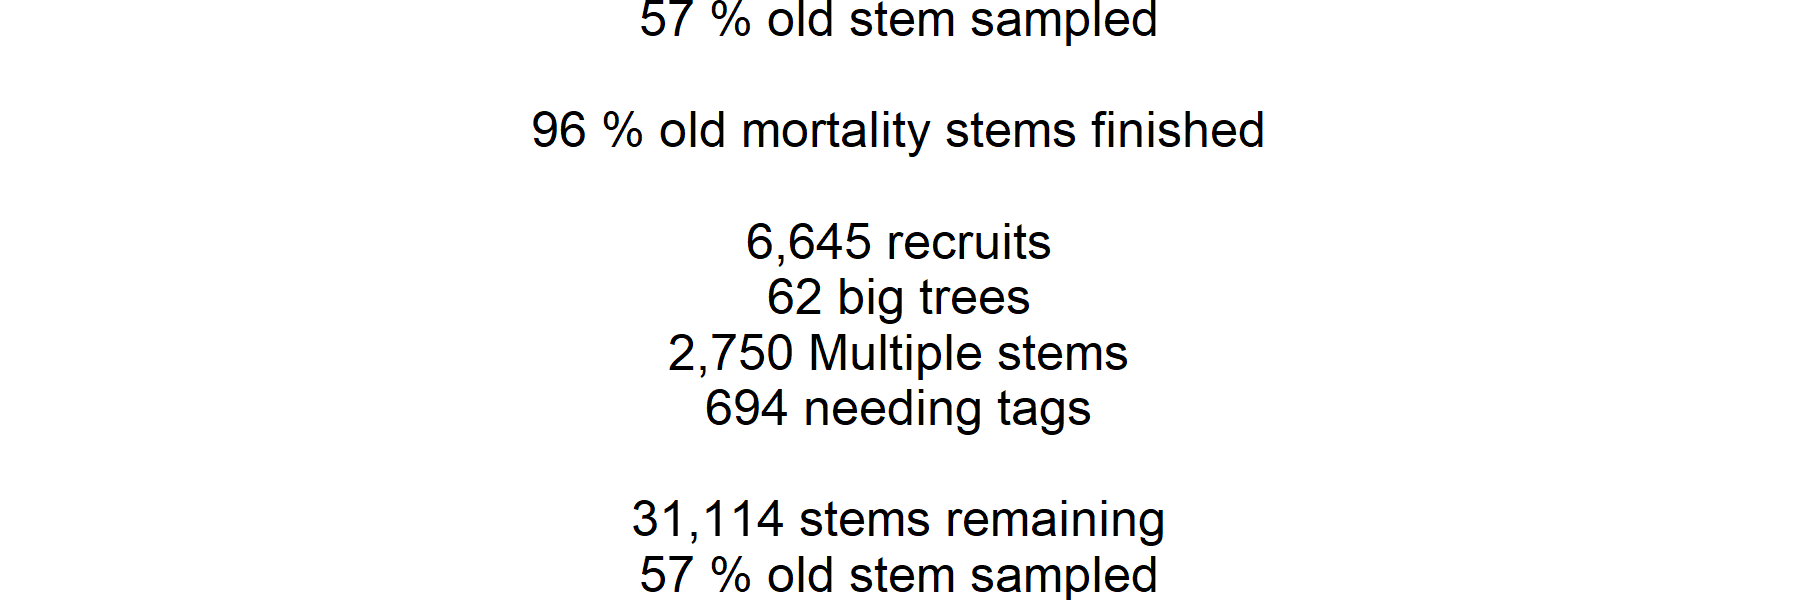 57 % old stem sampled
96 % old mortality stems finished
6,645 recruits
62 big trees
2,750 Multiple stems
694 needing tags
31,114 stems remaining
57 % old stem sampled